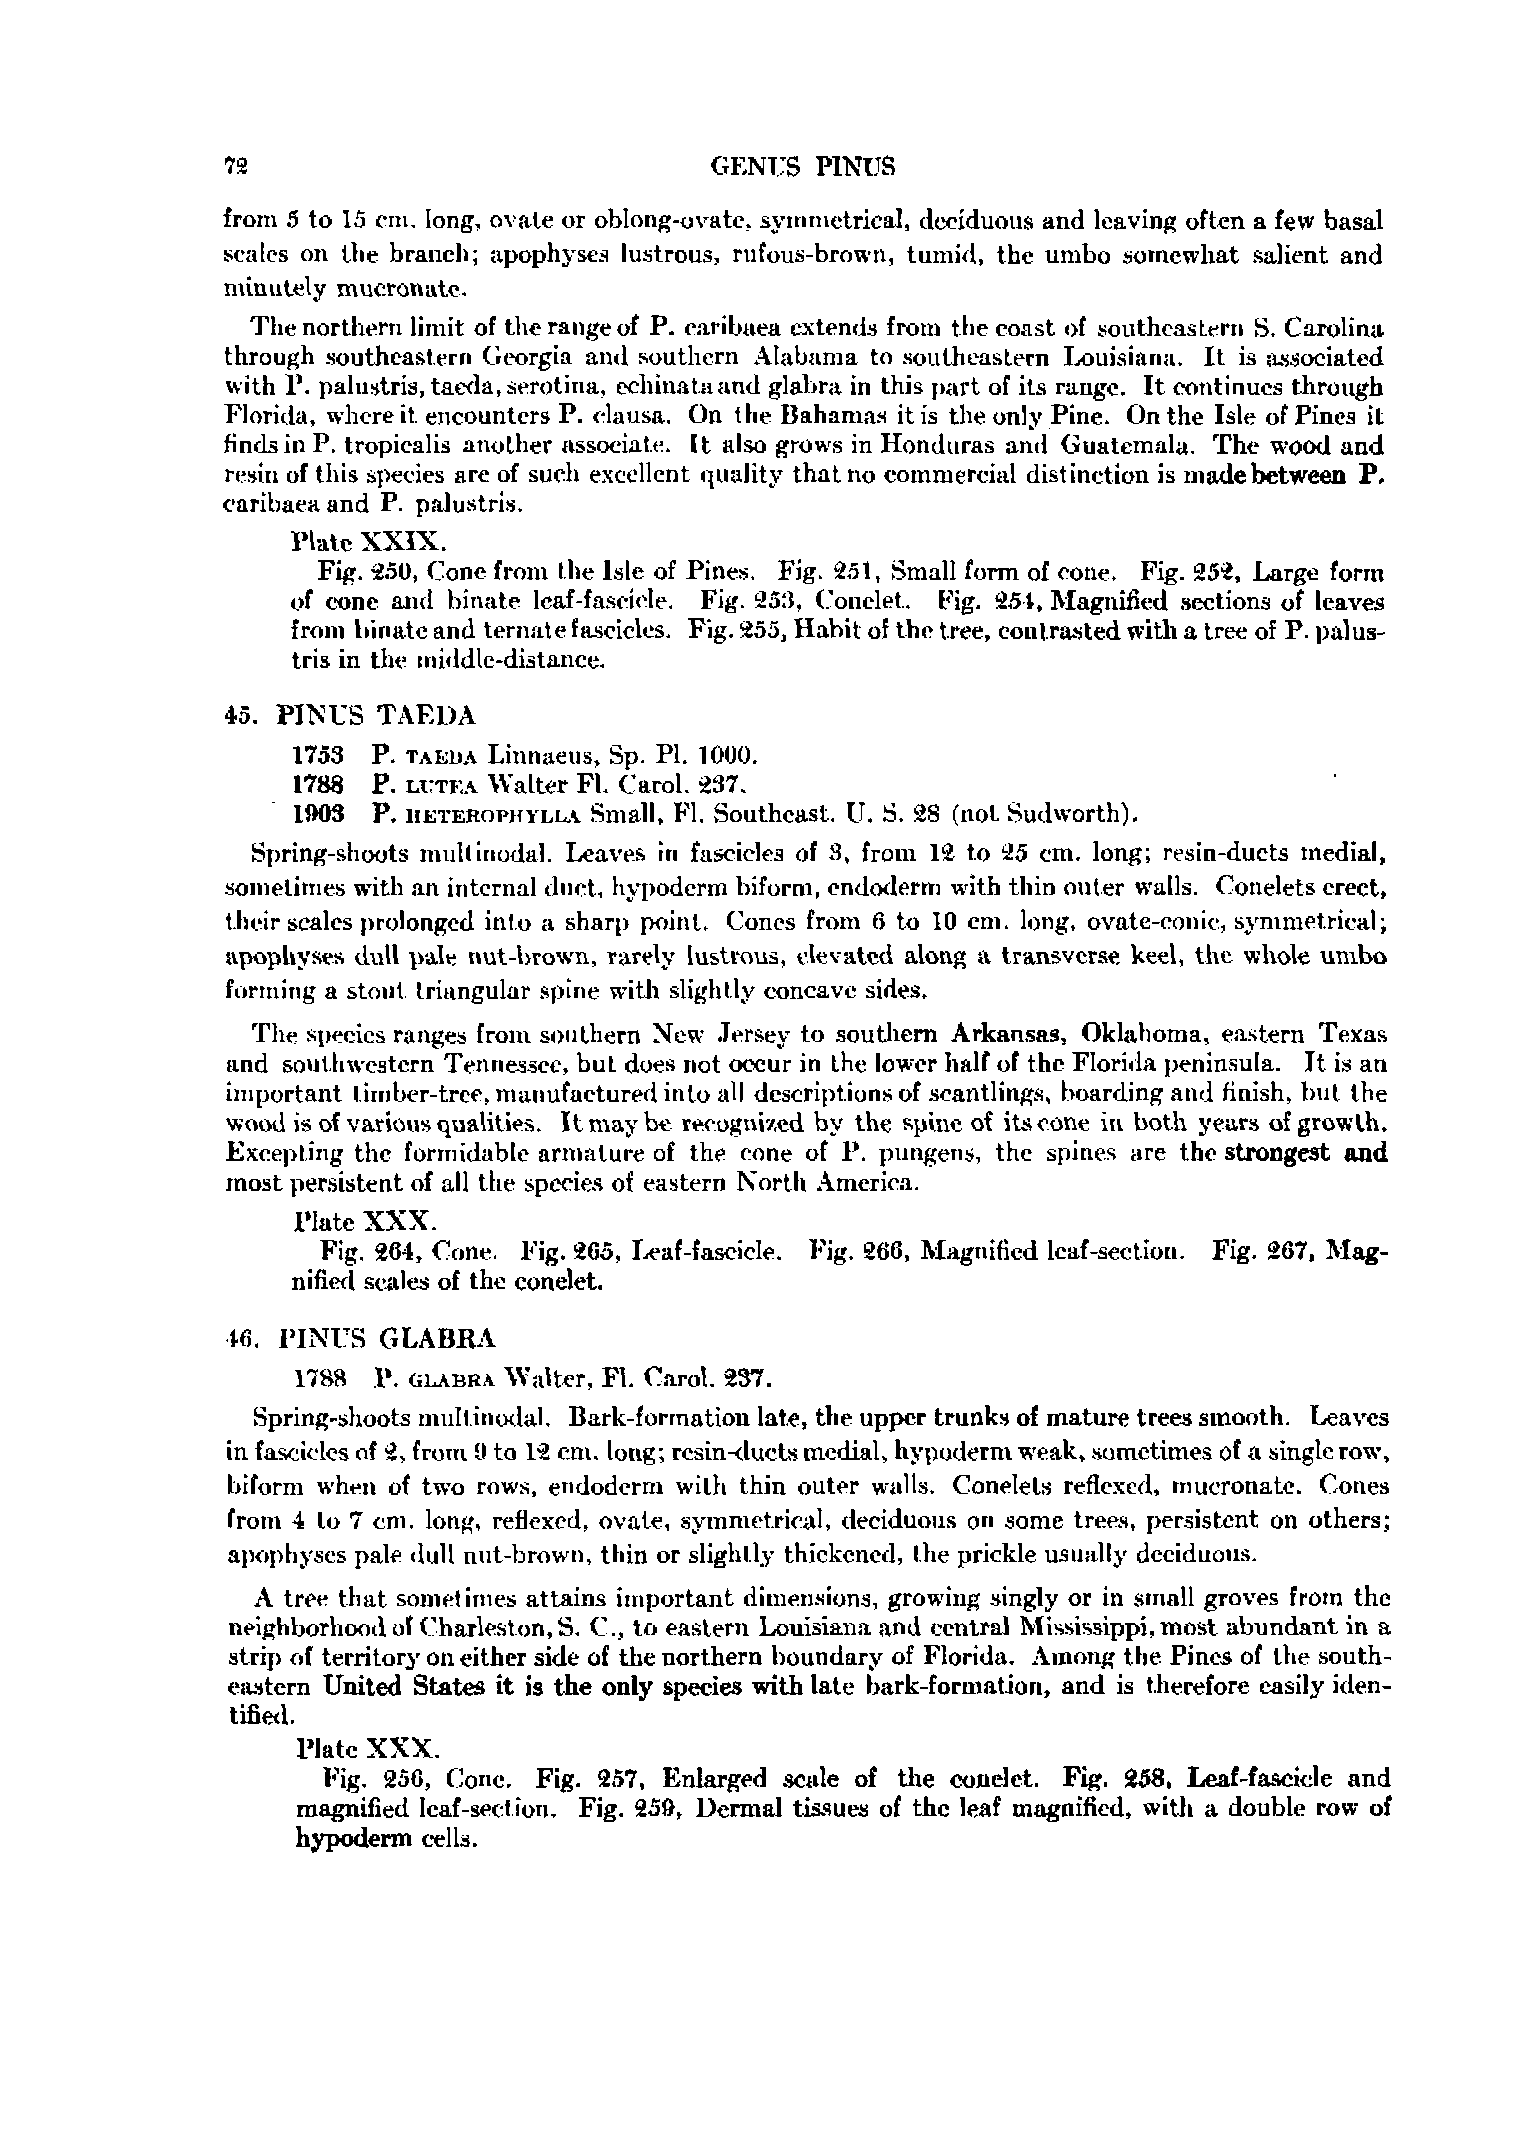 72 GENUS PINUS
from 5 to 15 cm. long, ovate or oblong-ovate, symmetrical, deciduous and leaving often a few basal
scales on the branch; apophyses lustrous, rufous-brown, tumid, the umbo somewhat salient and
minutely mucronate.
The northern limit of the range of P. caribaea extends from the coast of southeastern S. Carolina
through southeastern Georgia and southern Alabama to southeastern Louisiana. It is associated
with P. palustris, taeda, serotina, echinata and glabra in this part of its range. It continues through
Florida, where it encounters P. clausa. On the Bahamas it is the only Pine. On the Isle of Pines it
finds in P. tropicalis another associate. It also grows in Honduras and Guatemala. The wood and
resin of this species are of such excellent quality that no commercial distinction is made between P.
caribaea and P. palustris.
Plate XXIX.
Fig. 250, Cone from the Isle of Pines. Fig. 251, Small form of cone. Fig. 252, Large form
of cone and binate leaf-fascicle. Fig. 253, Conelet. Fig. 254, Magnified sections of leaves
from binate and ternate fascicles. Fig. 255, Habit of the tree, contrasted with a tree of P. palus-
tris in the middle-distance.
45. PINUS TAEDA
1753 P. TAEDA Linnaeus, Sp. Pl. 1000.
1788 P. LUTEA Walter Fl. Carol. 237.
1903 P. HETEROPHYLLA Small, Fl. Southeast. U. S. 28 (not Sudworth).
Spring-shoots multinodal. Leaves in fascicles of 3, from 12 to 25 cm. long; resin-ducts medial,
sometimes with an internal duct, hypoderm biform, endoderm with thin outer walls. Conelets erect,
their scales prolonged into a sharp point. Cones from 6 to 10 cm. long, ovate-conic, symmetrical;
apophyses dull pale nut-brown, rarely lustrous, elevated along a transverse keel, the whole umbo
forming a stout triangular spine with slightly concave sides.
The species ranges from southern New Jersey to southern Arkansas, Oklahoma, eastern Texas
and southwestern Tennessee, but does not occur in the lower half of the Florida peninsula. It is an
important timber-tree, manufactured into all descriptions of scantlings, boarding and finish, but the
wood is of various qualities. It may be recognized by the spine of its cone in both years of growth.
Excepting the formidable armature of the cone of P. pungens, the spines are the strongest and
most persistent of all the species of eastern North America.
Plate XXX.
Fig. 264, Cone. Fig. 265, Leaf-fascicle. Fig. 266, Magnified leaf-section. Fig. 267, Mag-
nified scales of the conelet.
46. PINUS GLABRA
1788 P. GLABRA Walter, Fl. Carol. 237.
Spring-shoots multinodal. Bark-formation late, the upper trunks of mature trees smooth. Leaves
in fascicles of 2, from 9 to 12 cm. long; resin-ducts medial, hypoderm weak, sometimes of a single row,
biform when of two rows, endoderm with thin outer walls. Conelets reflexed, mucronate. Cones
from 4 to 7 cm. long, reflexed, ovate, symmetrical, deciduous on some trees, persistent on others;
apophyses pale dull nut-brown, thin or slightly thickened, the prickle usually deciduous.
A tree that sometimes attains important dimensions, growing singly or in small groves from the
neighborhood of Charleston, S. C., to eastern Louisiana and central Mississippi, most abundant in a
strip of territory on either side of the northern boundary of Florida. Among the Pines of the south-
eastern United States it is the only species with late bark-formation, and is therefore easily iden-
tified.
Plate XXX.
Fig. 256, Cone. Fig. 257, Enlarged scale of the conelet. Fig. 258, Leaf-fascicle and
magnified leaf-section. Fig. 259, Dermal tissues of the leaf magnified, with a double row of
hypoderm cells.